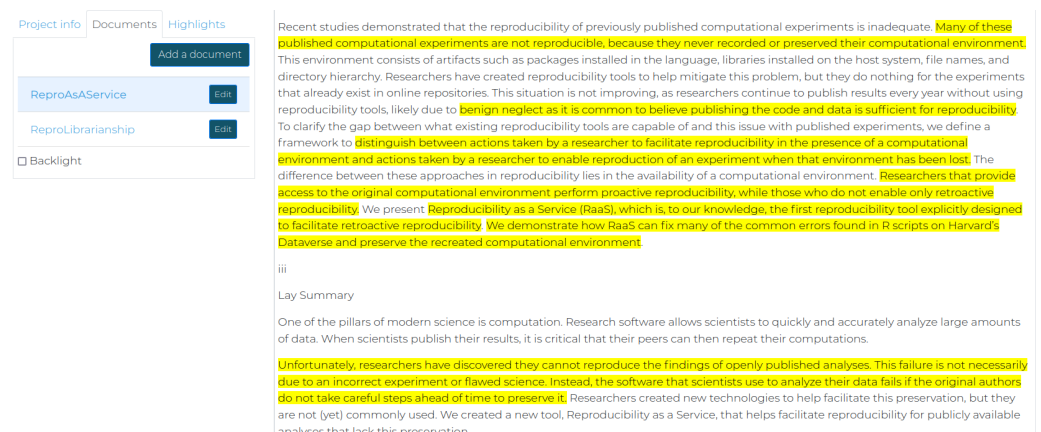 Project info Documents Highlights
Add a document
ReproAsAService Edit
ReproLibrarianship Edit
Backlight
Recent studies demonstrated that the reproducibility of previously published computational experiments is inadequate. Many of these
published computational experiments are not reproducible, because they never recorded or preserved their computational environment.
This environment consists of artifacts such as packages installed in the language, libraries installed on the host system, file names, and
directory hierarchy. Researchers have created reproducibility tools to help mitigate this problem, but they do nothing for the experiments
that already exist in online repositories. This situation is not improving, as researchers continue to publish results every year without using
reproducibility tools, likely due to benign neglect as it is common to believe publishing the code and data is sufficient for reproducibility.
To clarify the gap between what existing reproducibility tools are capable of and this issue with published experiments, we define a
framework to distinguish between actions taken by a researcher to facilitate reproducibility in the presence of a computational
environment and actions taken by a researcher to enable reproduction of an experiment when that environment has been lost. The
difference between these approaches in reproducibility lies in the availability of a computational environment. Researchers that provide
access to the original computational environment perform proactive reproducibility, while those who do not enable only retroactive
reproducibility. We present Reproducibility as a Service (RaaS), which is, to our knowledge, the first reproducibility tool explicitly designed
to facilitate retroactive reproducibility. We demonstrate how RaaS can fix many of the common errors found in R scripts on Harvard's
Dataverse and preserve the recreated computational environment.
iii
Lay Summary
One of the pillars of modern science is computation. Research software allows scientists to quickly and accurately analyze large amounts
of data. When scientists publish their results, it is critical that their peers can then repeat their computations.
Unfortunately, researchers have discovered they cannot reproduce the findings of openly published analyses. This failure is not necessarily
due to an incorrect experiment or flawed science. Instead, the software that scientists use to analyze their data fails if the original authors
do not take careful steps ahead of time to preserve it. Researchers created new technologies to help facilitate this preservation, but they
are not (yet) commonly used. We created a new tool, Reproducibility as a Service, that helps facilitate reproducibility for publicly available
analyses that lack this preservation.